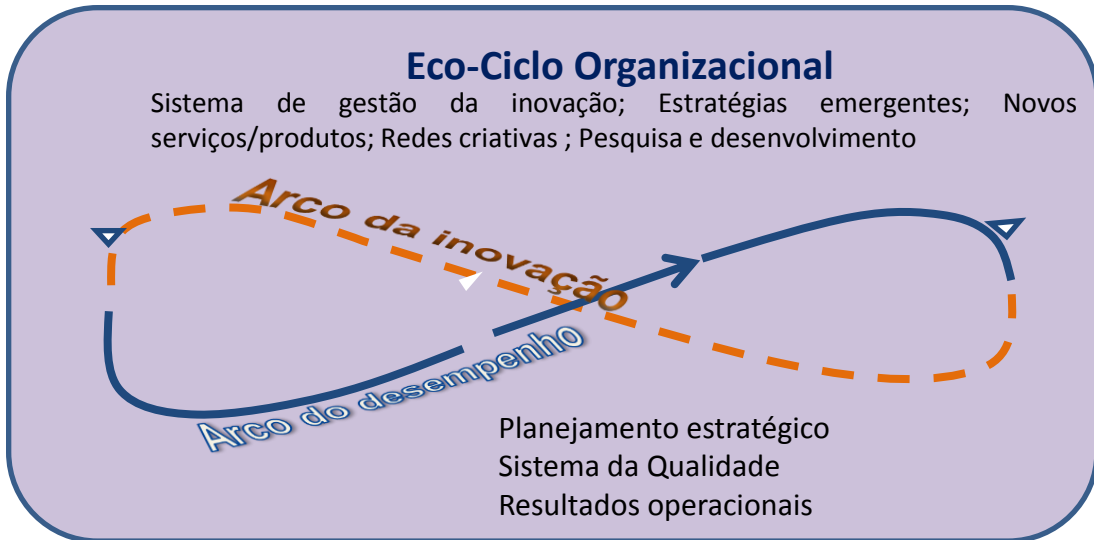 Eco-Ciclo Organizacional
Sistema de gestão da inovação; Estratégias emergentes; Novos
serviços/produtos; Redes criativas ; Pesquisa e desenvolvimento
Arco da inovação
Arco do desempenho
Planejamento estratégico
Sistema da Qualidade
Resultados operacionais